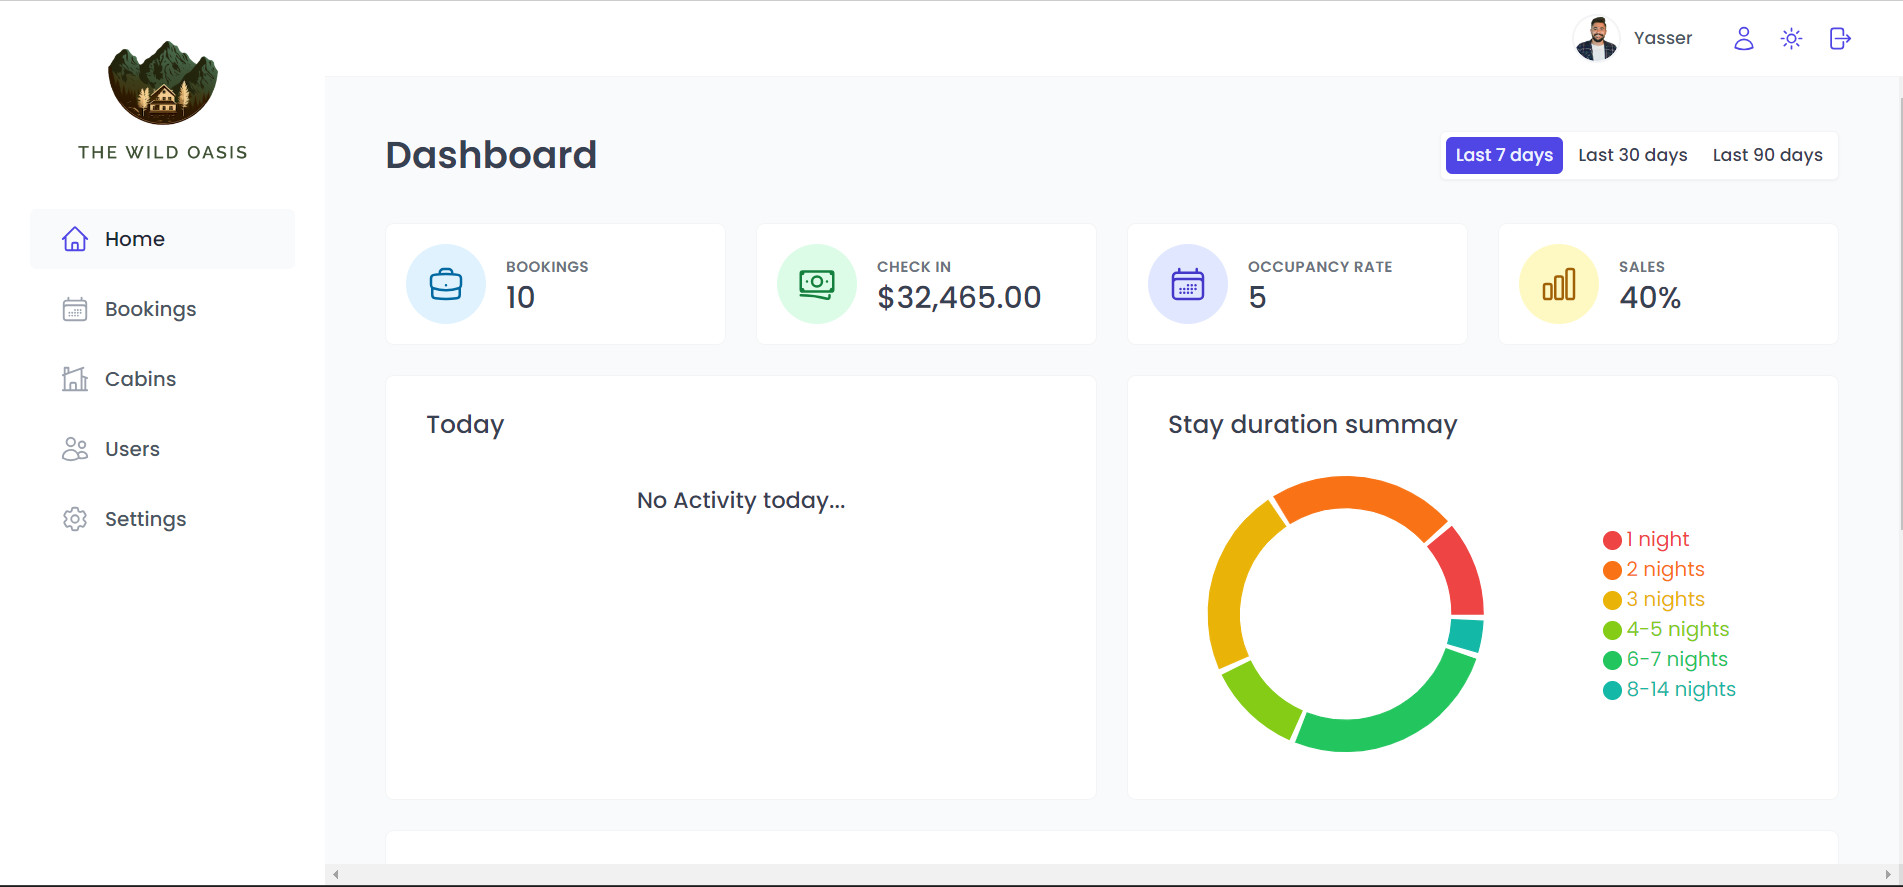 THE WILD OASIS
Home
Bookings
Cabins
Users
Settings
Yasser
Dashboard
Last 7 days Last 30 days Last 90 days
BOOKINGS
10
CHECK IN
$32,465.00
OCCUPANCY RATE
5
SALES
40%
Today
No Activity today...
Stay duration summay
1 night
2 nights
3 nights
4-5 nights
6-7 nights
8-14 nights